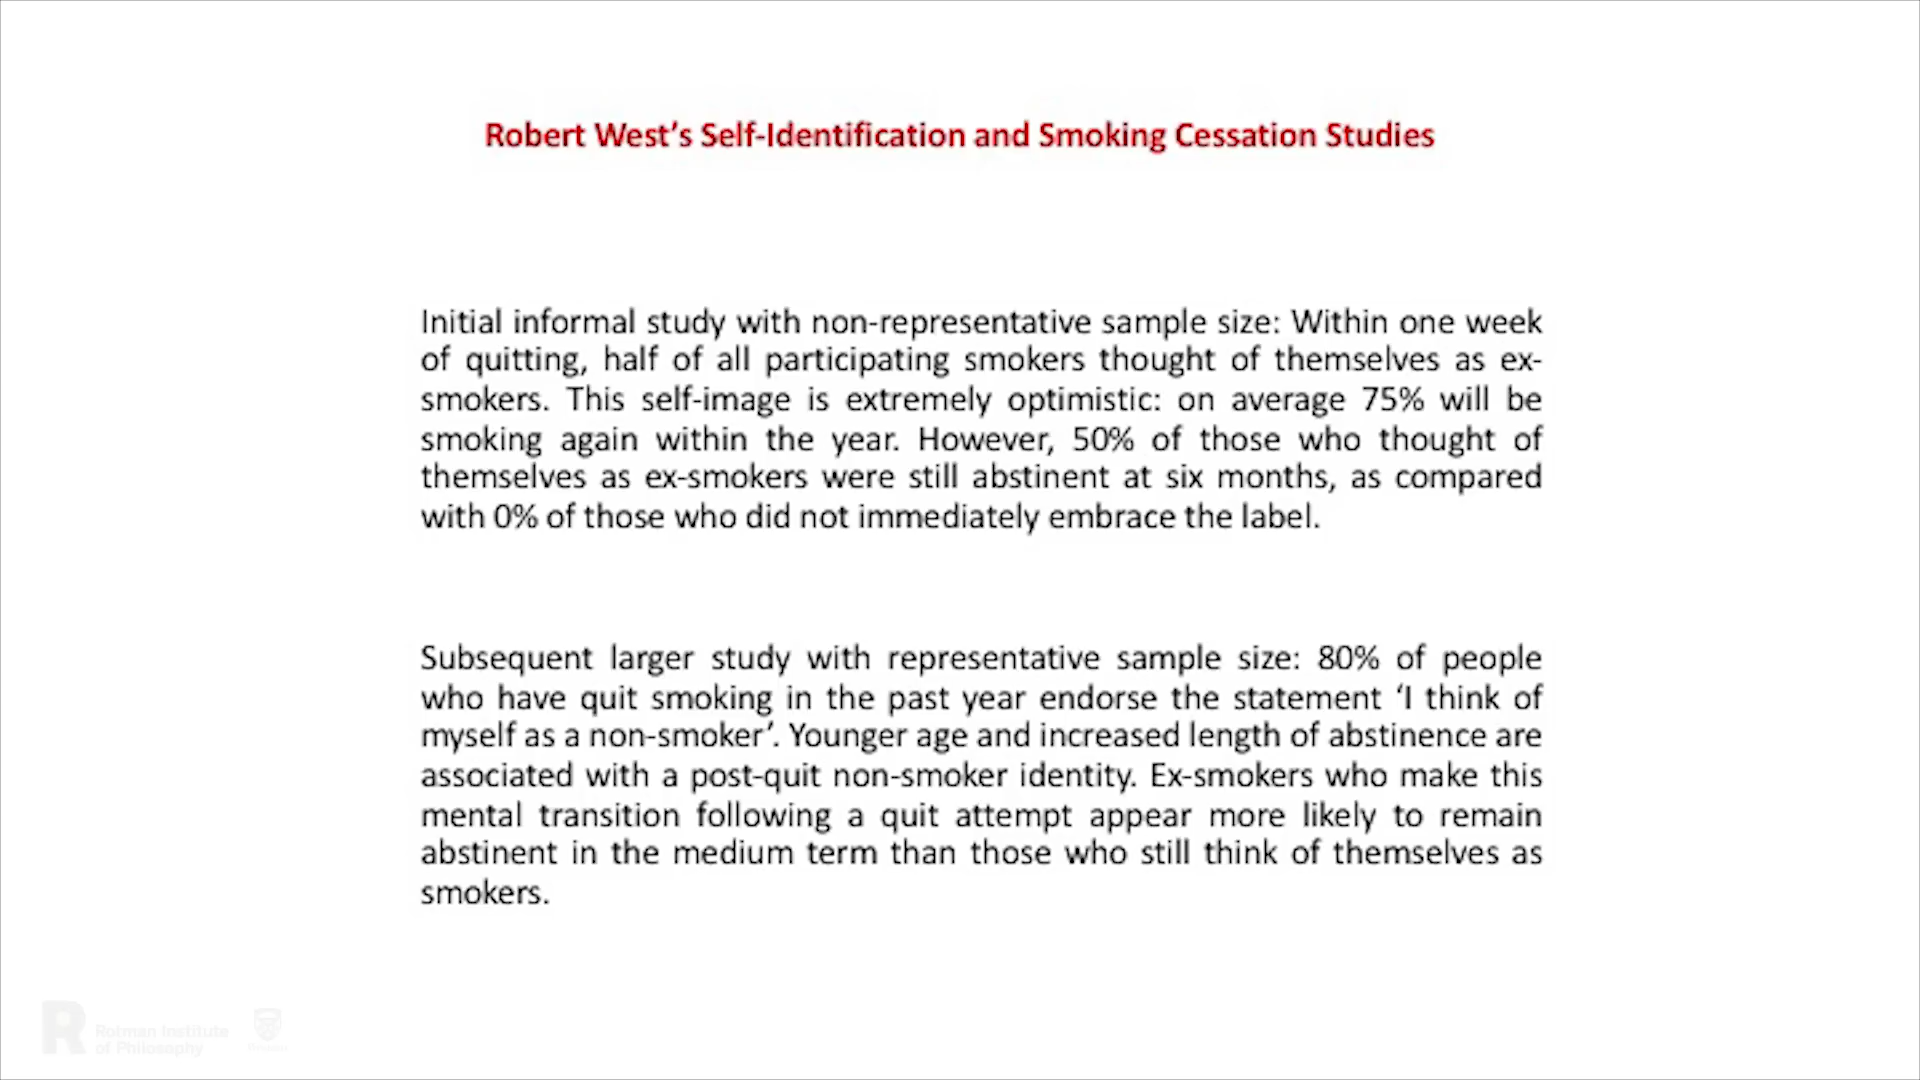 Robert West's Self-Identification and Smoking Cessation Studies
Initial informal study with non-representative sample size: Within one week
of quitting, half of all participating smokers thought of themselves as ex-
smokers. This self-image is extremely optimistic: on average 75% will be
smoking again within the year. However, 50% of those who thought of
themselves as ex-smokers were still abstinent at six months, as compared
with 0% of those who did not immediately embrace the label.
Subsequent larger study with representative sample size: 80% of people
who have quit smoking in the past year endorse the statement ‘I think of
myself as a non-smoker’. Younger age and increased length of abstinence are
associated with a post-quit non-smoker identity. Ex-smokers who make this
mental transition following a quit attempt appear more likely to remain
abstinent in the medium term than those who still think of themselves as
smokers.
R
Rotman Institute
of Philosophy